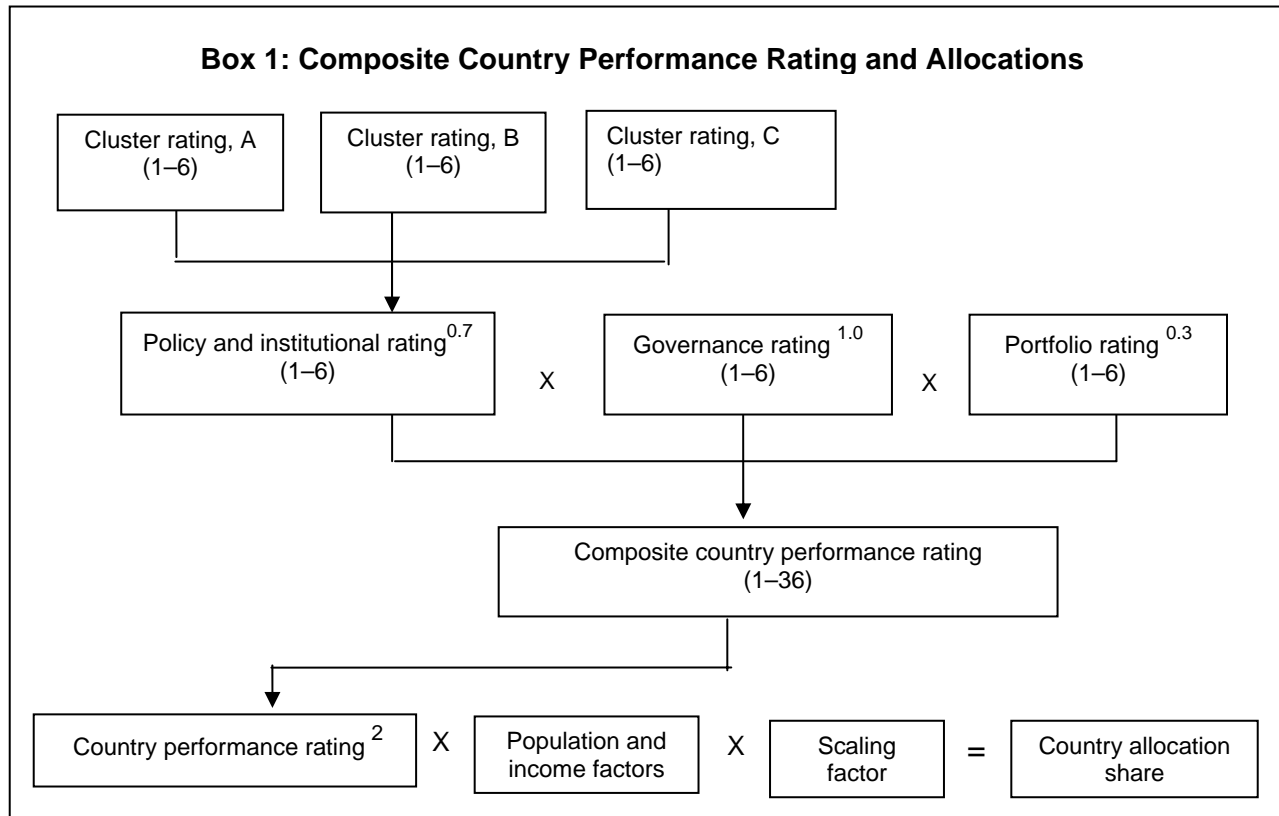 Box 1: Composite Country Performance Rating and Allocations
Cluster rating, A
(1–6)
Cluster rating, B
(1–6)
Cluster rating, C
(1–6)
Policy and institutional rating 0.7
(1–6)
X
Governance rating 1.0
(1–6)
X
Portfolio rating 0.3
(1–6)
Composite country performance rating
(1–36)
Country performance rating 2
X
Population and
income factors
X
Scaling
factor
=
Country allocation
share